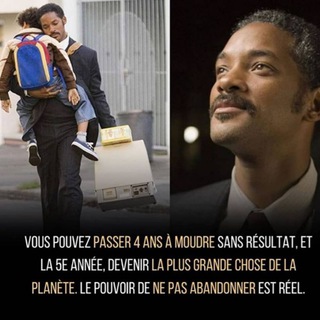 VOUS POUVEZ PASSER 4 ANS À MOUDRE SANS RÉSULTAT, ET
LA 5E ANNÉE, DEVENIR LA PLUS GRANDE CHOSE DE LA
PLANÈTE. LE POUVOIR DE NE PAS ABANDONNER EST RÉEL.